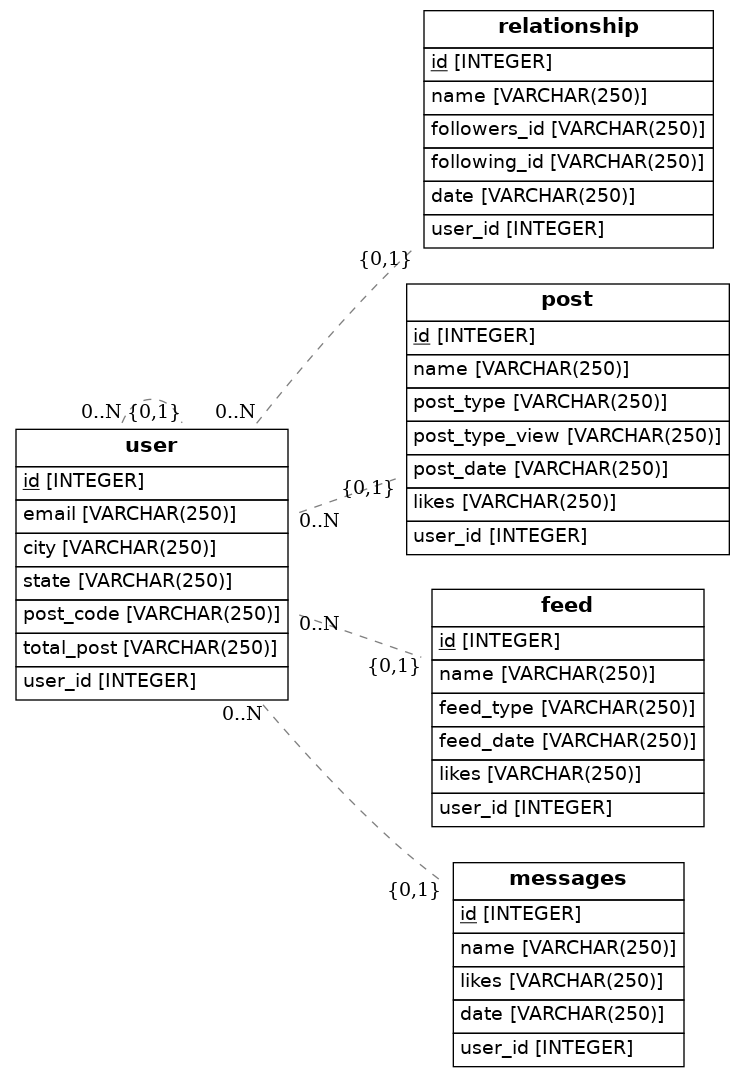 relationship
id [INTEGER]
name [VARCHAR(250)]
followers_id [VARCHAR(250)]
following_id [VARCHAR(250)]
date [VARCHAR(250)]
user_id [INTEGER]
{0,1}
0..N
post
id [INTEGER]
name [VARCHAR(250)]
post_type [VARCHAR(250)]
post_type_view [VARCHAR(250)]
post_date [VARCHAR(250)]
likes [VARCHAR(250)]
user_id [INTEGER]
{0,1}
0..N
0..N {0,1}
user
id [INTEGER]
email [VARCHAR(250)]
city [VARCHAR(250)]
state [VARCHAR(250)]
post_code [VARCHAR(250)]
total_post [VARCHAR(250)]
user_id [INTEGER]
0..N
{0,1}
feed
id [INTEGER]
name [VARCHAR(250)]
feed_type [VARCHAR(250)]
feed_date [VARCHAR(250)]
likes [VARCHAR(250)]
user_id [INTEGER]
0..N
{0,1}
messages
id [INTEGER]
name [VARCHAR(250)]
likes [VARCHAR(250)]
date [VARCHAR(250)]
user_id [INTEGER]